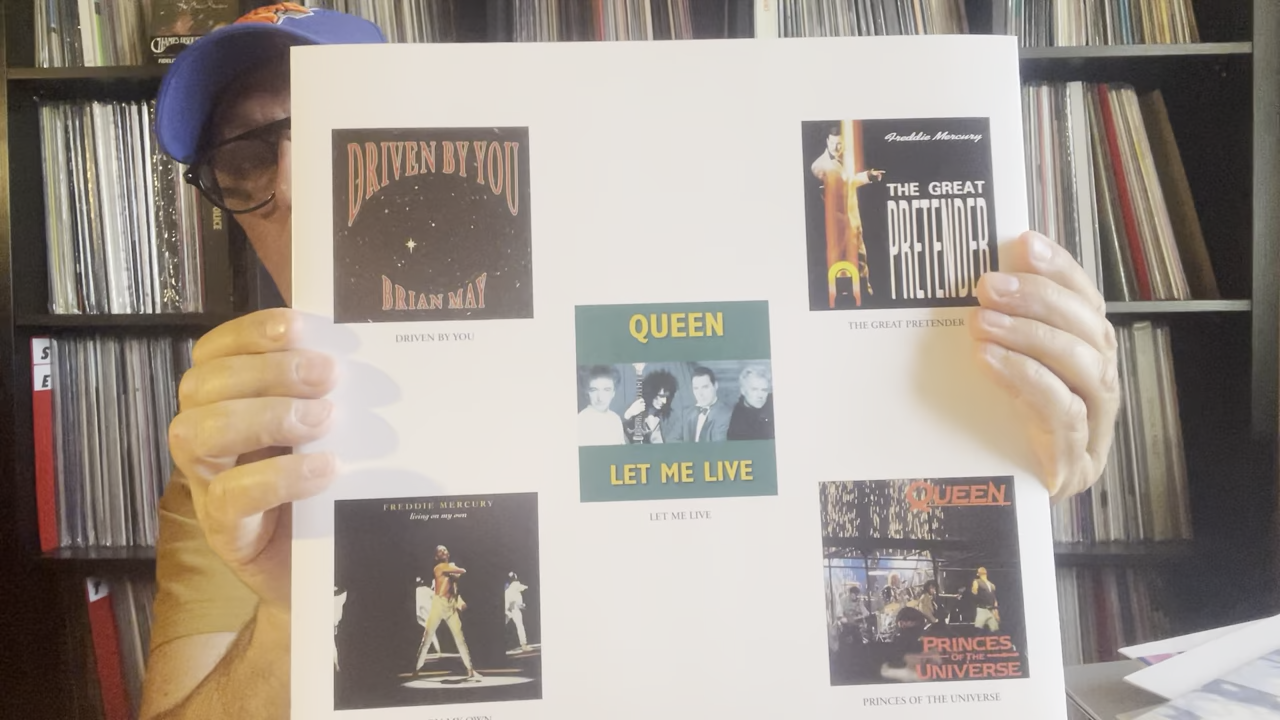 DRIVEN BY YOU
BRIAN MAY
DRIVEN BY YOU
Freddie Mercury
THE GREAT
PRETENDER
THE GREAT PRETENDER
QUEEN
LET ME LIVE
LET ME LIVE
FREDDIE MERCURY
living on my own
MY OWN
QUEEN
PRINCES
OF THE
UNIVERSE
PRINCES OF THE UNIVERSE
S
E